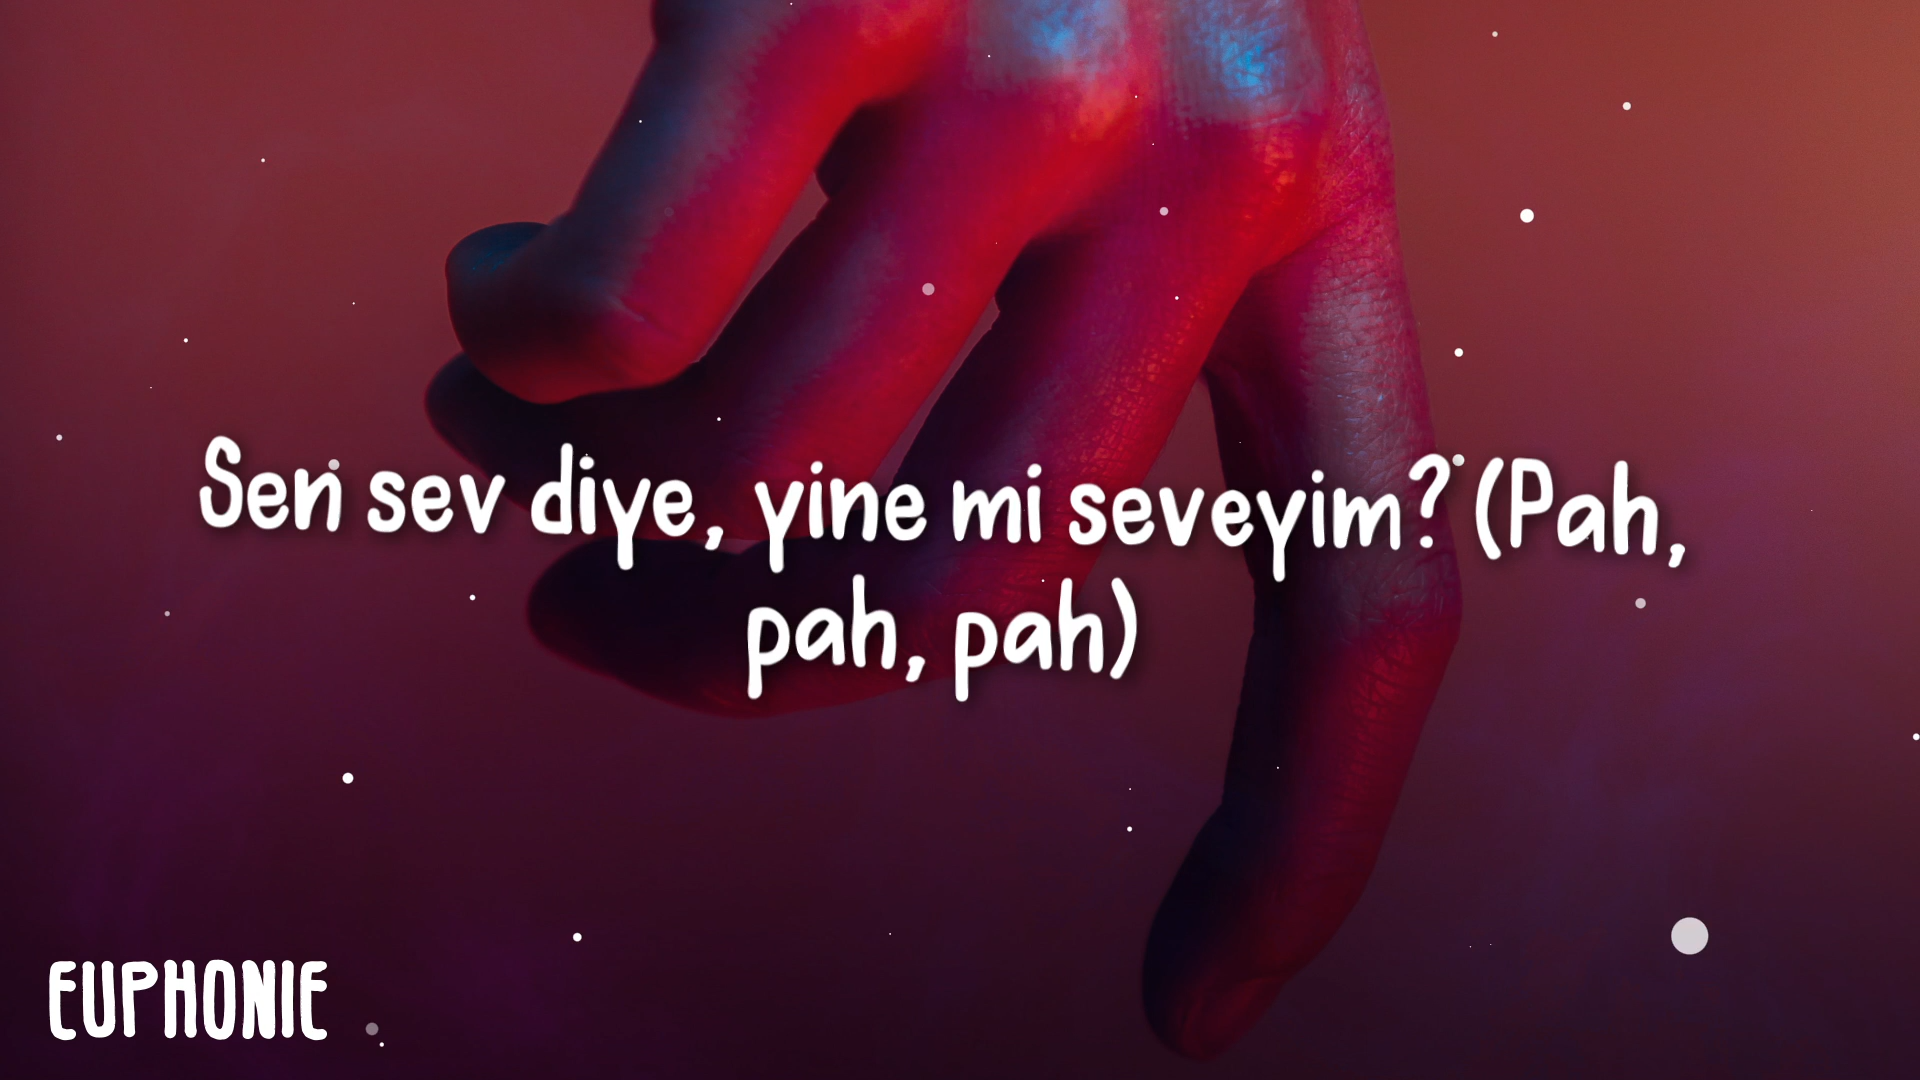 Sen sev diye, yine mi seveyim? (Pah,
pah, pah)
EUPHONIE